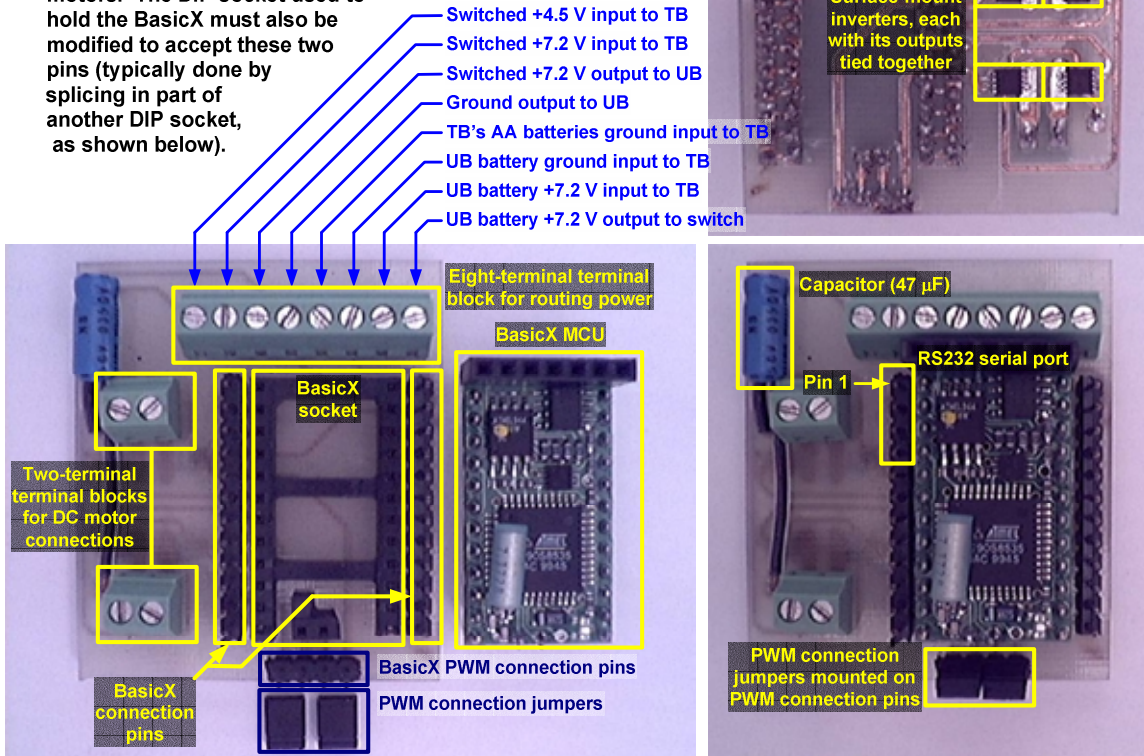 meters. The DIP socket used to
hold the BasicX must also be
modified to accept these two
pins (typically done by
splicing in part of
another DIP socket,
as shown below).
Switched +4.5 V input to TB
Switched +7.2 V input to TB
Switched +7.2 V output to UB
Ground output to UB
TB's AA batteries ground input to TB
UB battery ground input to TB
UB battery +7.2 V input to TB
UB battery +7.2 V output to switch
Surface mount
inverters, each
with its outputs
tied together
Eight-terminal terminal
block for routing power
BasicX MCU
BasicX
socket
Two-terminal
terminal blocks
for DC motor
connections
BasicX
connection
pins
BasicX PWM connection pins
PWM connection jumpers
ATMEL
Capacitor (47 µF)
RS232 serial port
Pin 1
ATMEL
90S8535
9945
PWM connection
jumpers mounted on
PWM connection pins